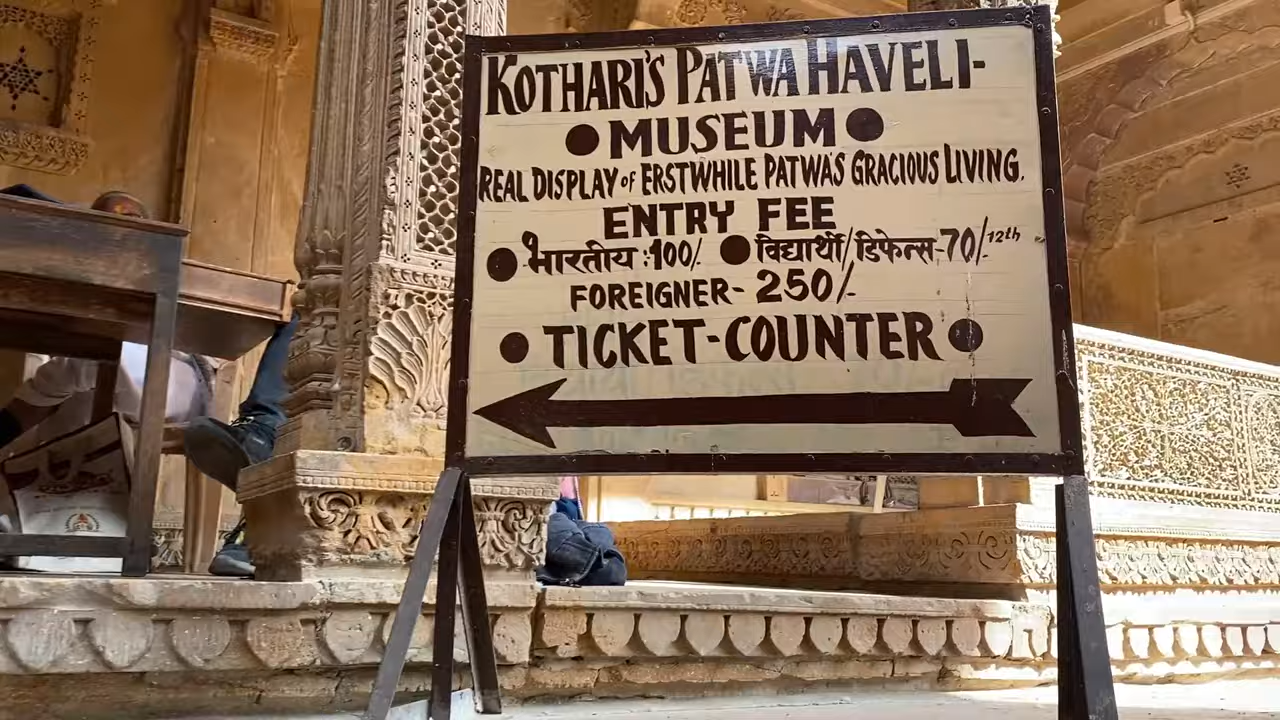 KOTHARI'S PATWA HAVELI-
MUSEUM
REAL DISPLAY of ERSTWHILE PATWA'S GRACIOUS LIVING.
ENTRY FEE
भारतीय :100/. विद्यार्थी/डिफेन्स-70/-12th
FOREIGNER- 250/-
TICKET-COUNTER